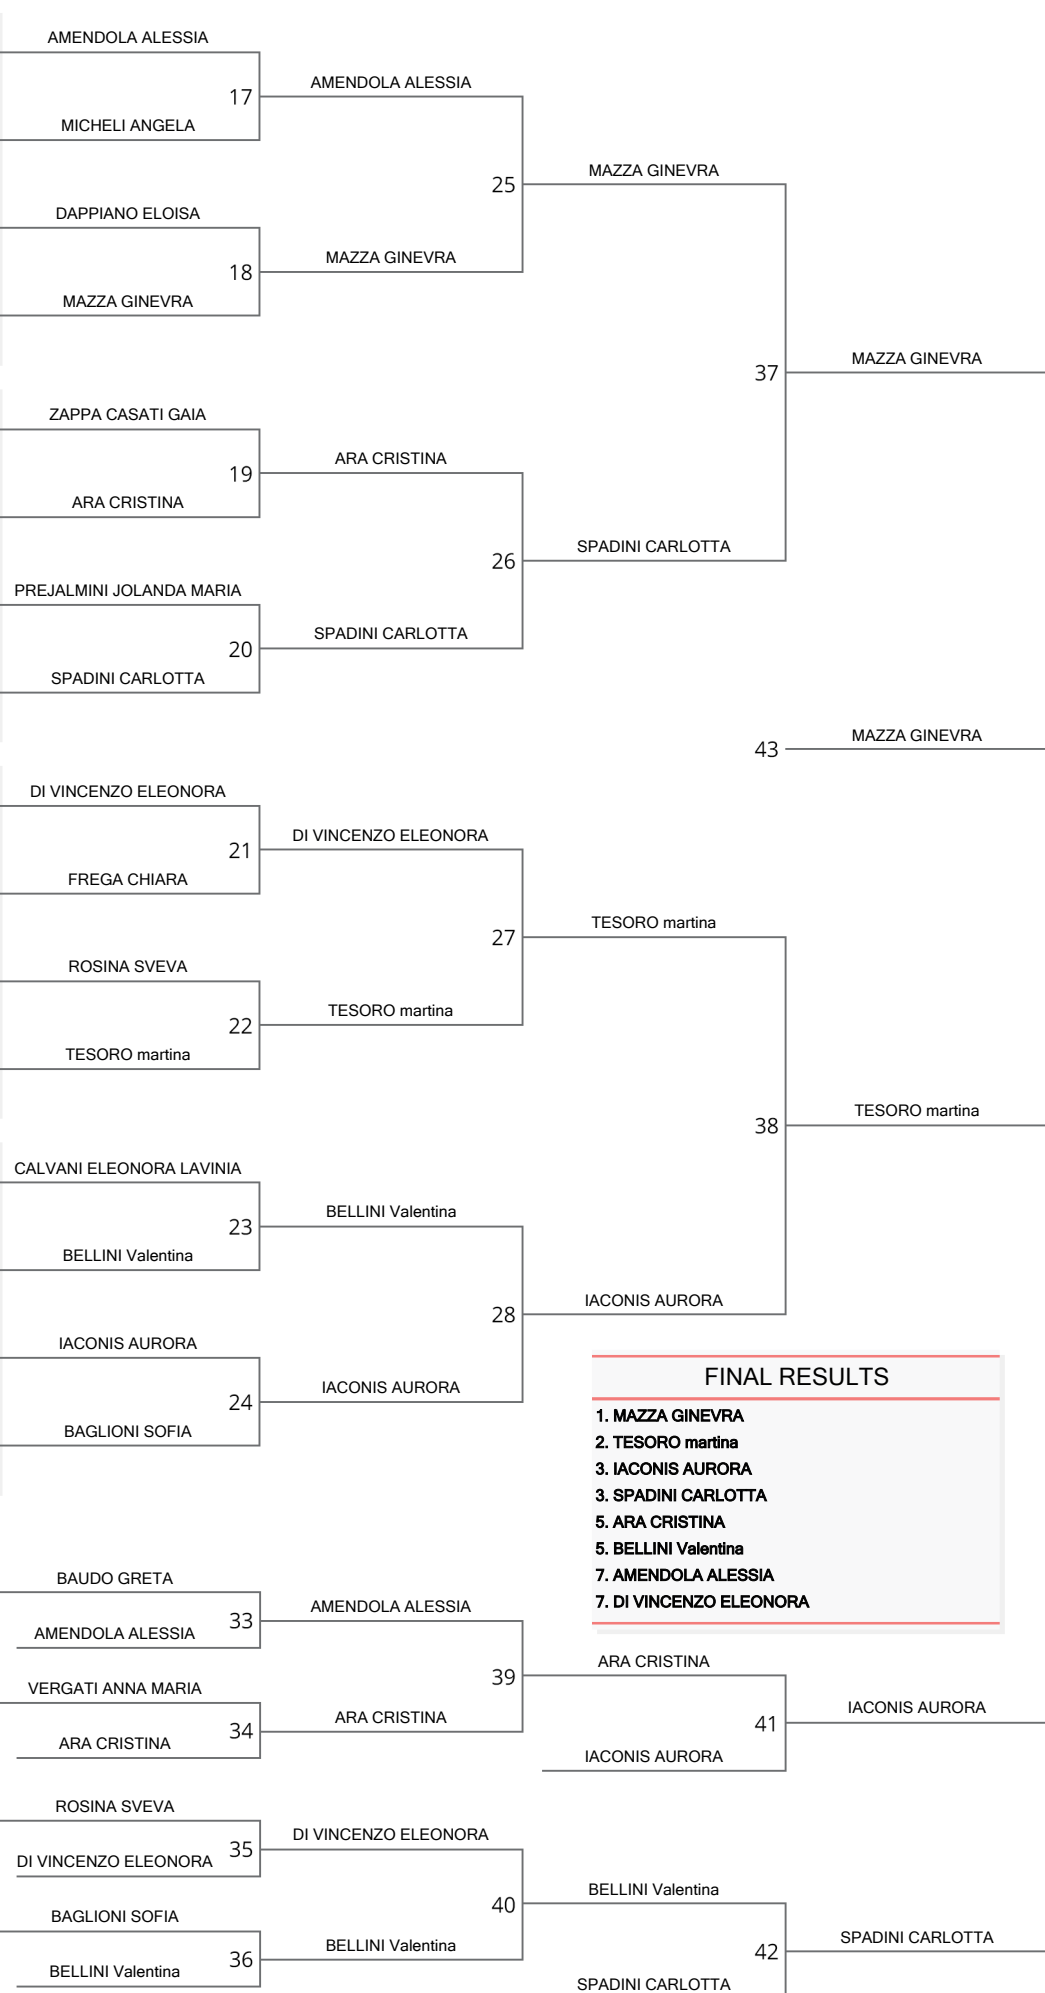 AMENDOLA ALESSIA
AMENDOLA ALESSIA
17
MICHELI ANGELA
MAZZA GINEVRA
25
DAPPIANO ELOISA
MAZZA GINEVRA
18
MAZZA GINEVRA
MAZZA GINEVRA
37
ZAPPA CASATI GAIA
ARA CRISTINA
19
ARA CRISTINA
SPADINI CARLOTTA
26
PREJALMINI JOLANDA MARIA
SPADINI CARLOTTA
20
SPADINI CARLOTTA
MAZZA GINEVRA
43
DI VINCENZO ELEONORA
DI VINCENZO ELEONORA
21
FREGA CHIARA
TESORO martina
27
ROSINA SVEVA
TESORO martina
22
TESORO martina
TESORO martina
38
CALVANI ELEONORA LAVINIA
BELLINI Valentina
23
BELLINI Valentina
IACONIS AURORA
28
IACONIS AURORA
IACONIS AURORA
24
BAGLIONI SOFIA
FINAL RESULTS
1. MAZZA GINEVRA
2. TESORO martina
3. IACONIS AURORA
3. SPADINI CARLOTTA
5. ARA CRISTINA
5. BELLINI Valentina
7. AMENDOLA ALESSIA
7. DI VINCENZO ELEONORA
BAUDO GRETA
AMENDOLA ALESSIA
33
AMENDOLA ALESSIA
ARA CRISTINA
39
VERGATI ANNA MARIA
IACONIS AURORA
ARA CRISTINA
41
34
ARA CRISTINA
IACONIS AURORA
ROSINA SVEVA
DI VINCENZO ELEONORA
35
DI VINCENZO ELEONORA
BELLINI Valentina
40
BAGLIONI SOFIA
SPADINI CARLOTTA
BELLINI Valentina
42
36
BELLINI Valentina
SPADINI CARLOTTA